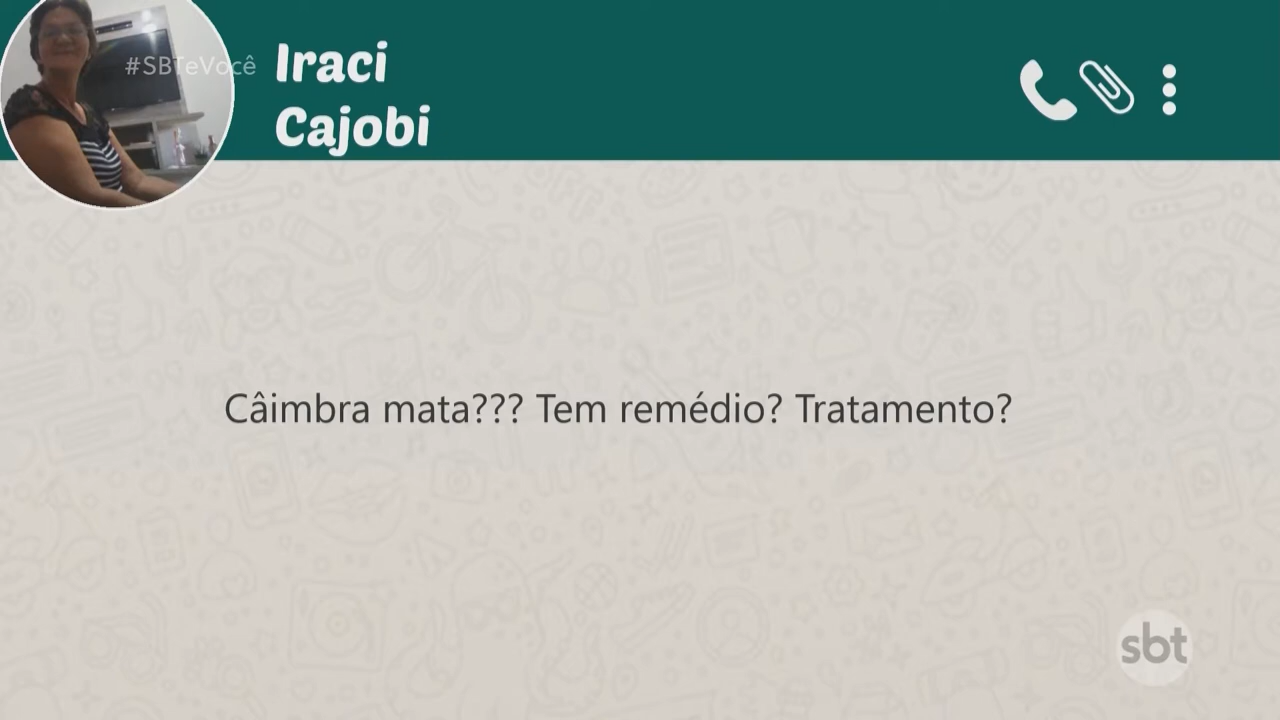 #SBTeVocê
Iraci
Cajobi
Câimbra mata??? Tem remédio? Tratamento?
sbt